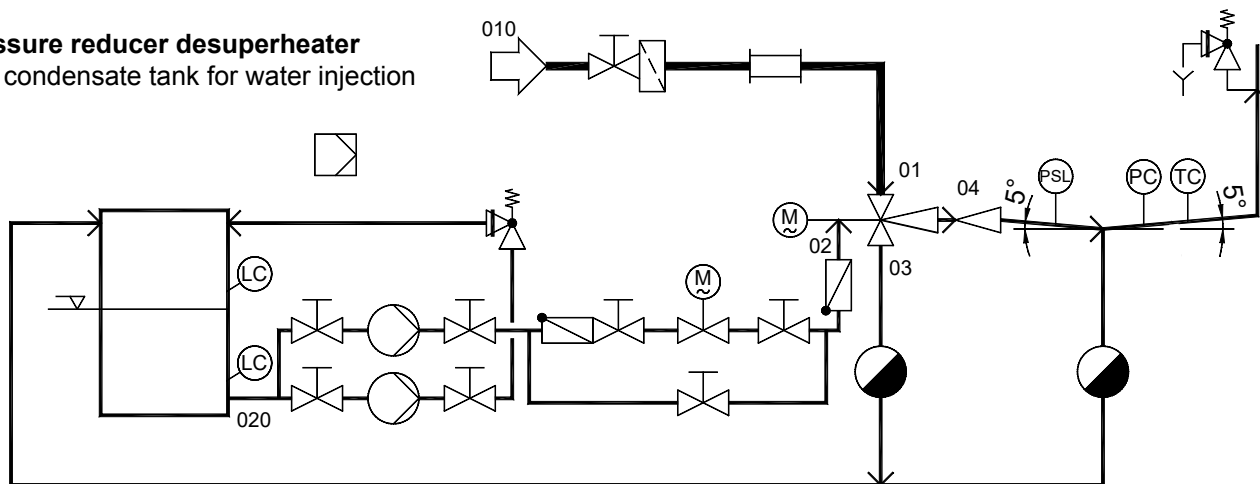 ssure reducer desuperheater
condensate tank for water injection
010
01
04
PSL
PC
TC
5°
5°
M
~
02
03
LC
M
~
LC
020